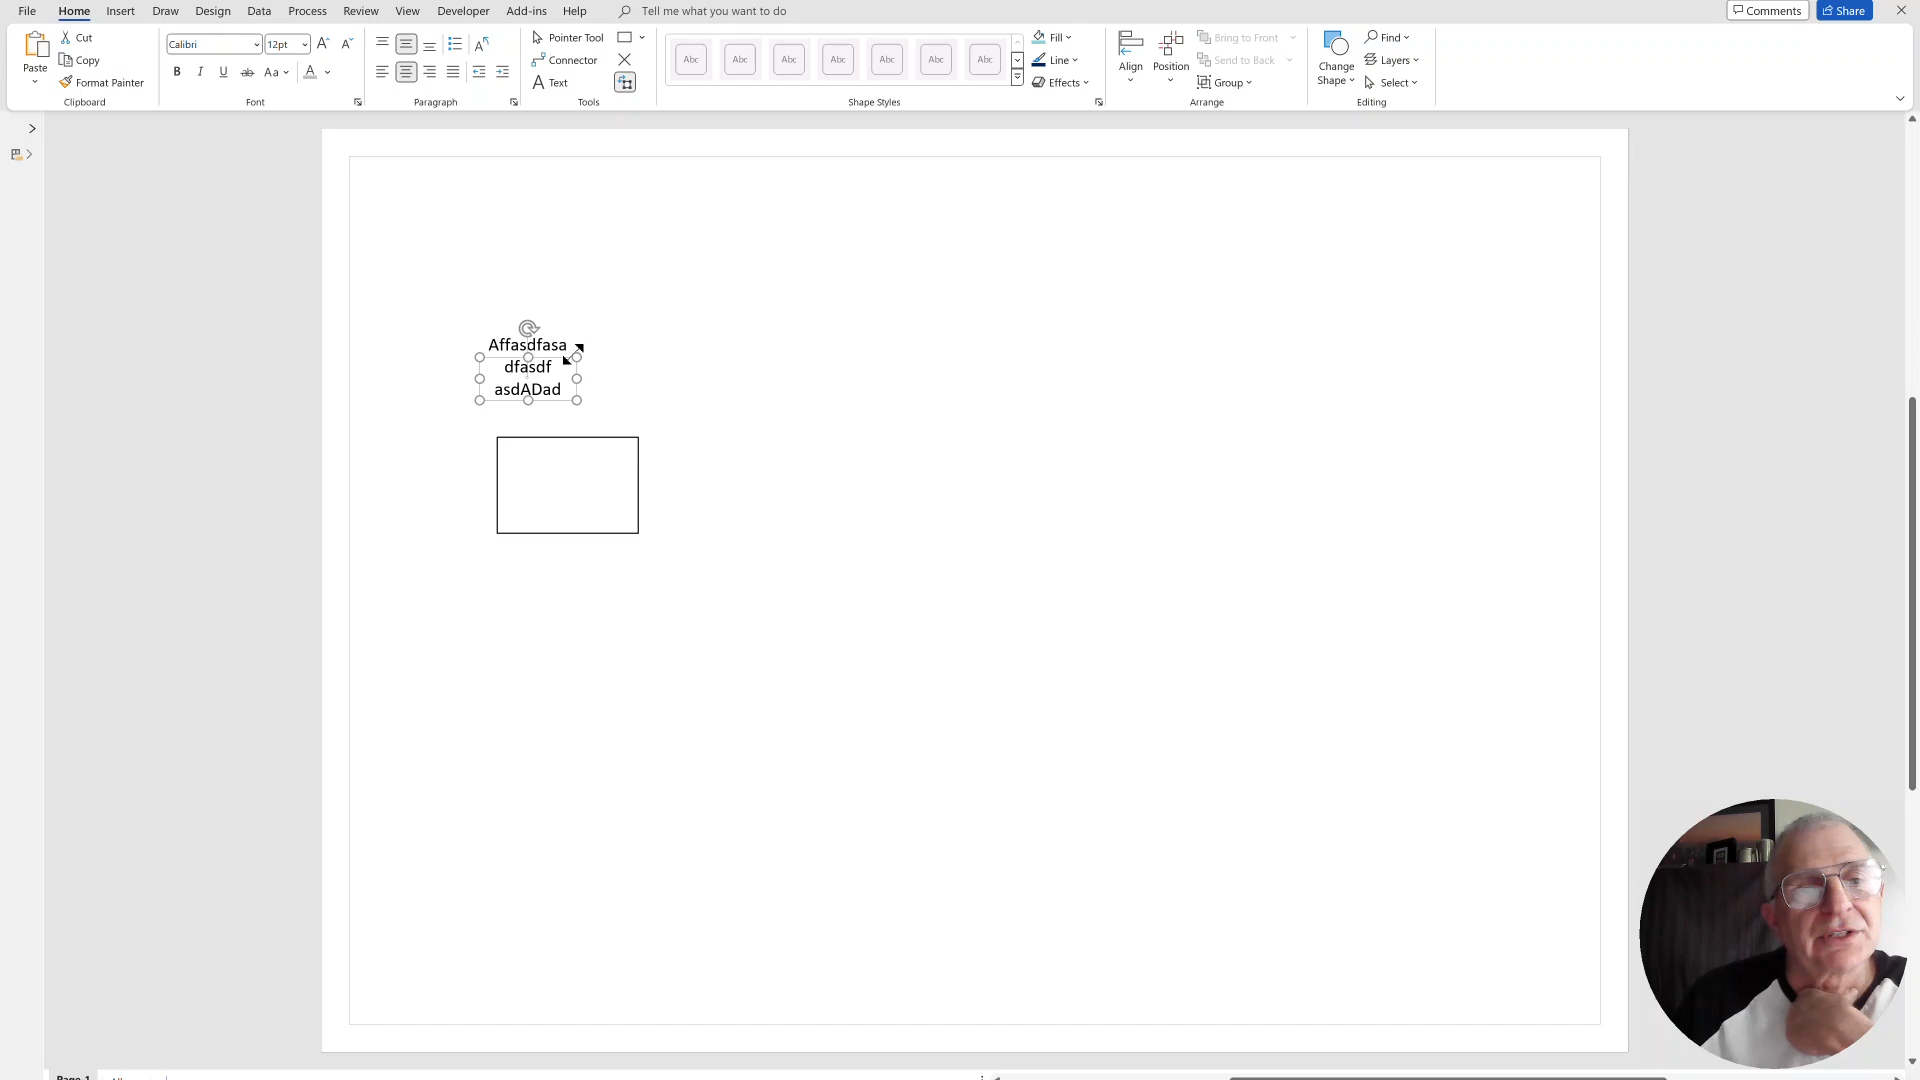 File Home Insert Draw Design Data Process Review View Developer Add-ins Help Tell me what you want to do Comments Share
Paste
Cut
Copy
Format Painter
Clipboard
Calibri 12pt
B I U ab Aa A
Font
Paragraph
Pointer Tool
Connector
A Text
Tools
Abc Abc Abc Abc Abc Abc Abc
Shape Styles
Fill
Line
Effects
Align
Position
Bring to Front
Send to Back
Group
Arrange
Change
Shape
Find
Layers
Select
Editing
Affasdfasa
dfasdf
asdADad
Page-1